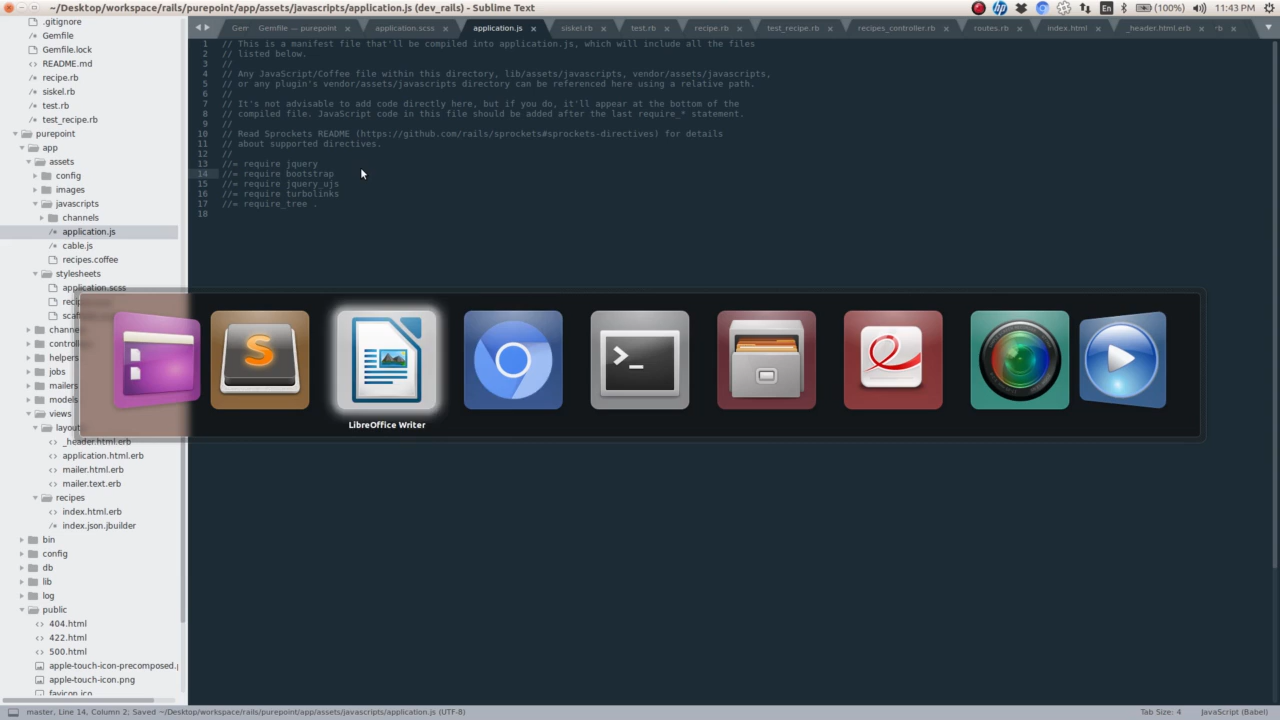 ~/Desktop/workspace/rails/purepoint/app/assets/javascripts/application.js (dev_rails) - Sublime Text
En
(100%)
11:43 PM
.gitignore
Gemfile
Gemfile.lock
README.md
recipe.rb
siskel.rb
test.rb
test_recipe.rb
purepoint
app
assets
config
images
javascripts
channels
application.js
cable.js
recipes.coffee
stylesheets
application.scss
helpers
jobs
mailers
models
views
_header.html.erb
application.html.erb
mailer.html.erb
mailer.text.erb
recipes
index.html.erb
index.json.jbuilder
bin
config
db
lib
log
public
404.html
422.html
500.html
apple-touch-icon-precomposed.
apple-touch-icon.png
favicon.ico
Gem
Gemfile — purepoint
application.scss
application.js
siskel.rb
test.rb
recipe.rb
test_recipe.rb
recipes_controller.rb
routes.rb
index.html
_header.html.erb
1 // This is a manifest file that'll be compiled into application.js, which will include all the files
2 // listed below.
3 //
4 // Any JavaScript/Coffee file within this directory, lib/assets/javascripts, vendor/assets/javascripts,
5 // or any plugin's vendor/assets/javascripts directory can be referenced here using a relative path.
6 //
7 // It's not advisable to add code directly here, but if you do, it'll appear at the bottom of the
8 // compiled file. JavaScript code in this file should be added after the last require_* statement.
9 //
10 // Read Sprockets README (https://github.com/rails/sprockets#sprockets-directives) for details
11 // about supported directives.
12 //
13 //= require jquery
14 //= require bootstrap
15 //= require jquery_ujs
16 //= require turbolinks
17 //= require_tree .
18
LibreOffice Writer
master, Line 14, Column 2; Saved ~/Desktop/workspace/rails/purepoint/app/assets/javascripts/application.js (UTF-8)
Tab Size: 4
JavaScript (Babel)